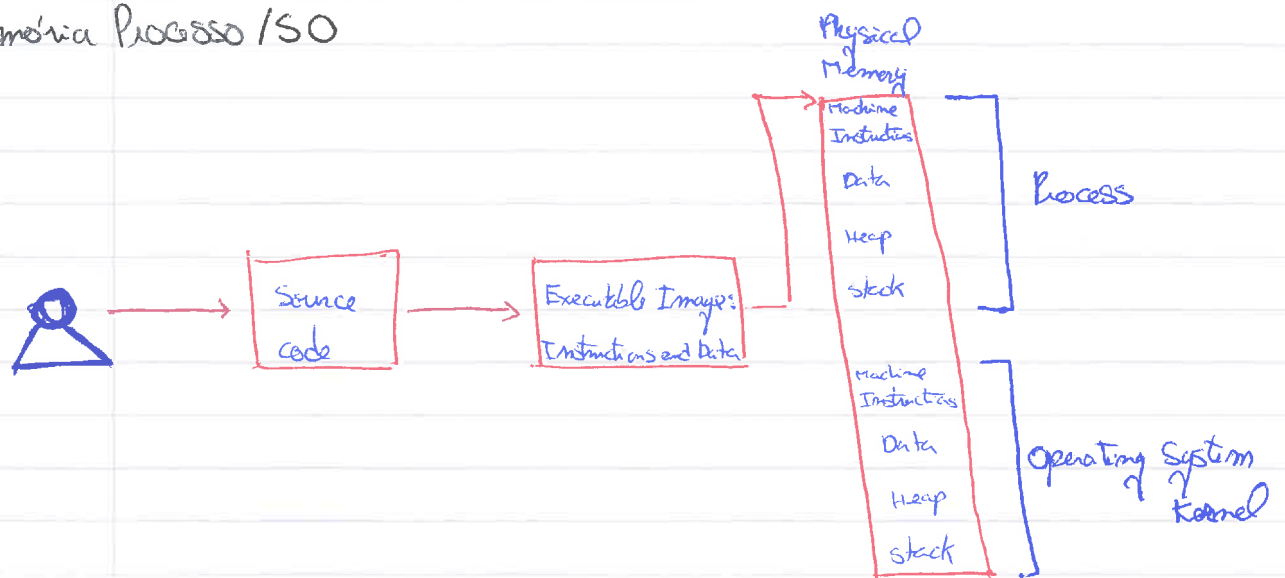 mória Processo/SO
Physical
Memory
Machine
Instructions
Data
Heap
stack
Process
Source
code
Executable Image:
Instructions and Data
Machine
Instructions
Data
Heap
stack
Operating System
Kernel